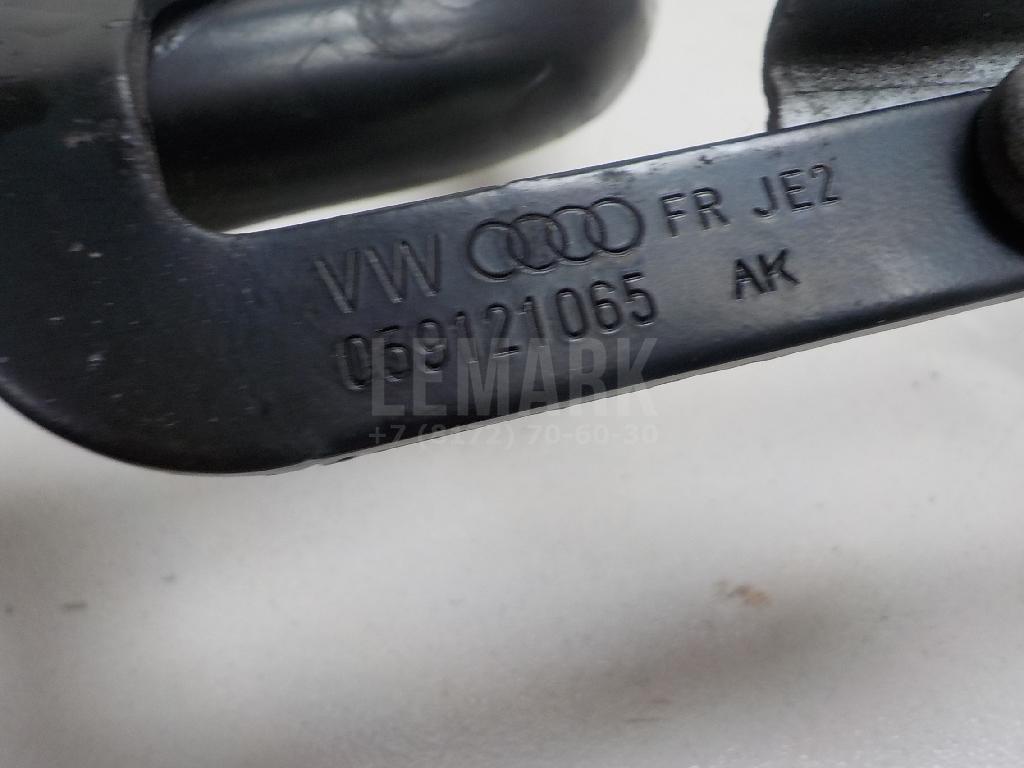 VW FR JE2
059121065 AK
LEMARK
+7 (8172) 70-60-30